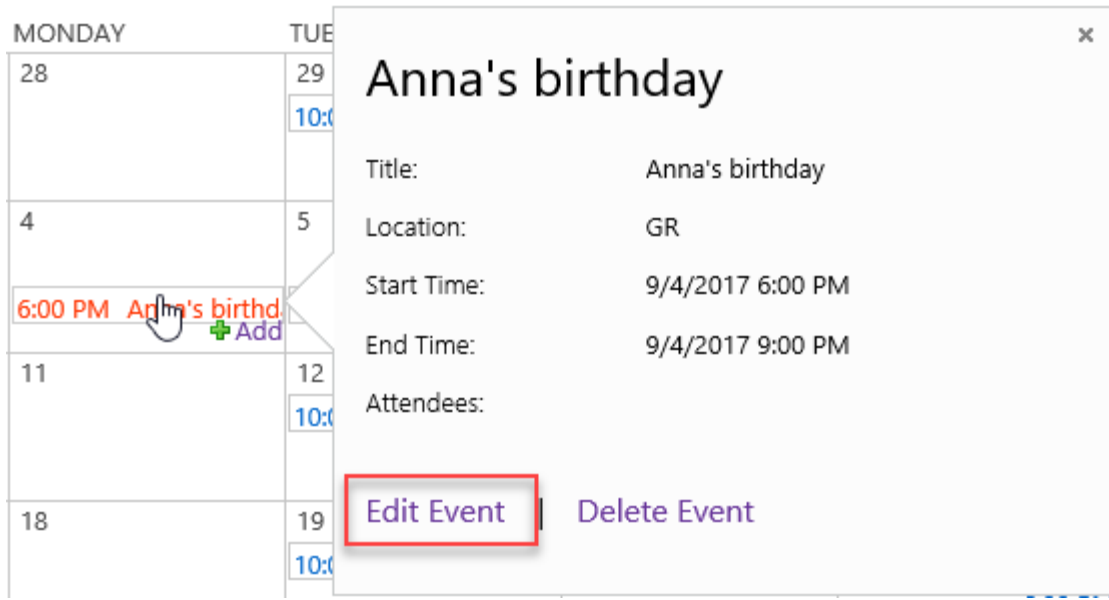 MONDAY TUE
28 29
10:0
4 5
6:00 PM Anna's birthd
Add
11 12
10:0
18 19
10:0
×
Anna's birthday
Title: Anna's birthday
Location: GR
Start Time: 9/4/2017 6:00 PM
End Time: 9/4/2017 9:00 PM
Attendees:
Edit Event | Delete Event